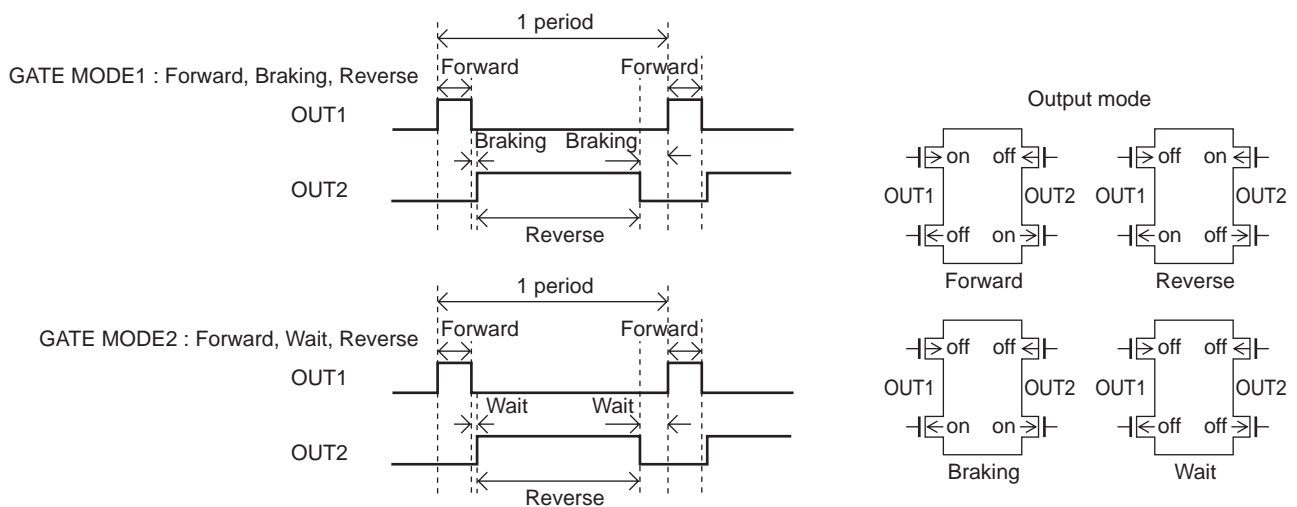 1 period
GATE MODE1 : Forward, Braking, Reverse
Forward
Forward
OUT1
Braking
Braking
OUT2
Reverse
1 period
GATE MODE2 : Forward, Wait, Reverse
Forward
Forward
OUT1
Wait
Wait
OUT2
Reverse
Output mode
on off
off on
OUT1 OUT2
OUT1 OUT2
off on
on off
Forward
Reverse
off off
off off
OUT1 OUT2
OUT1 OUT2
on on
off off
Braking
Wait